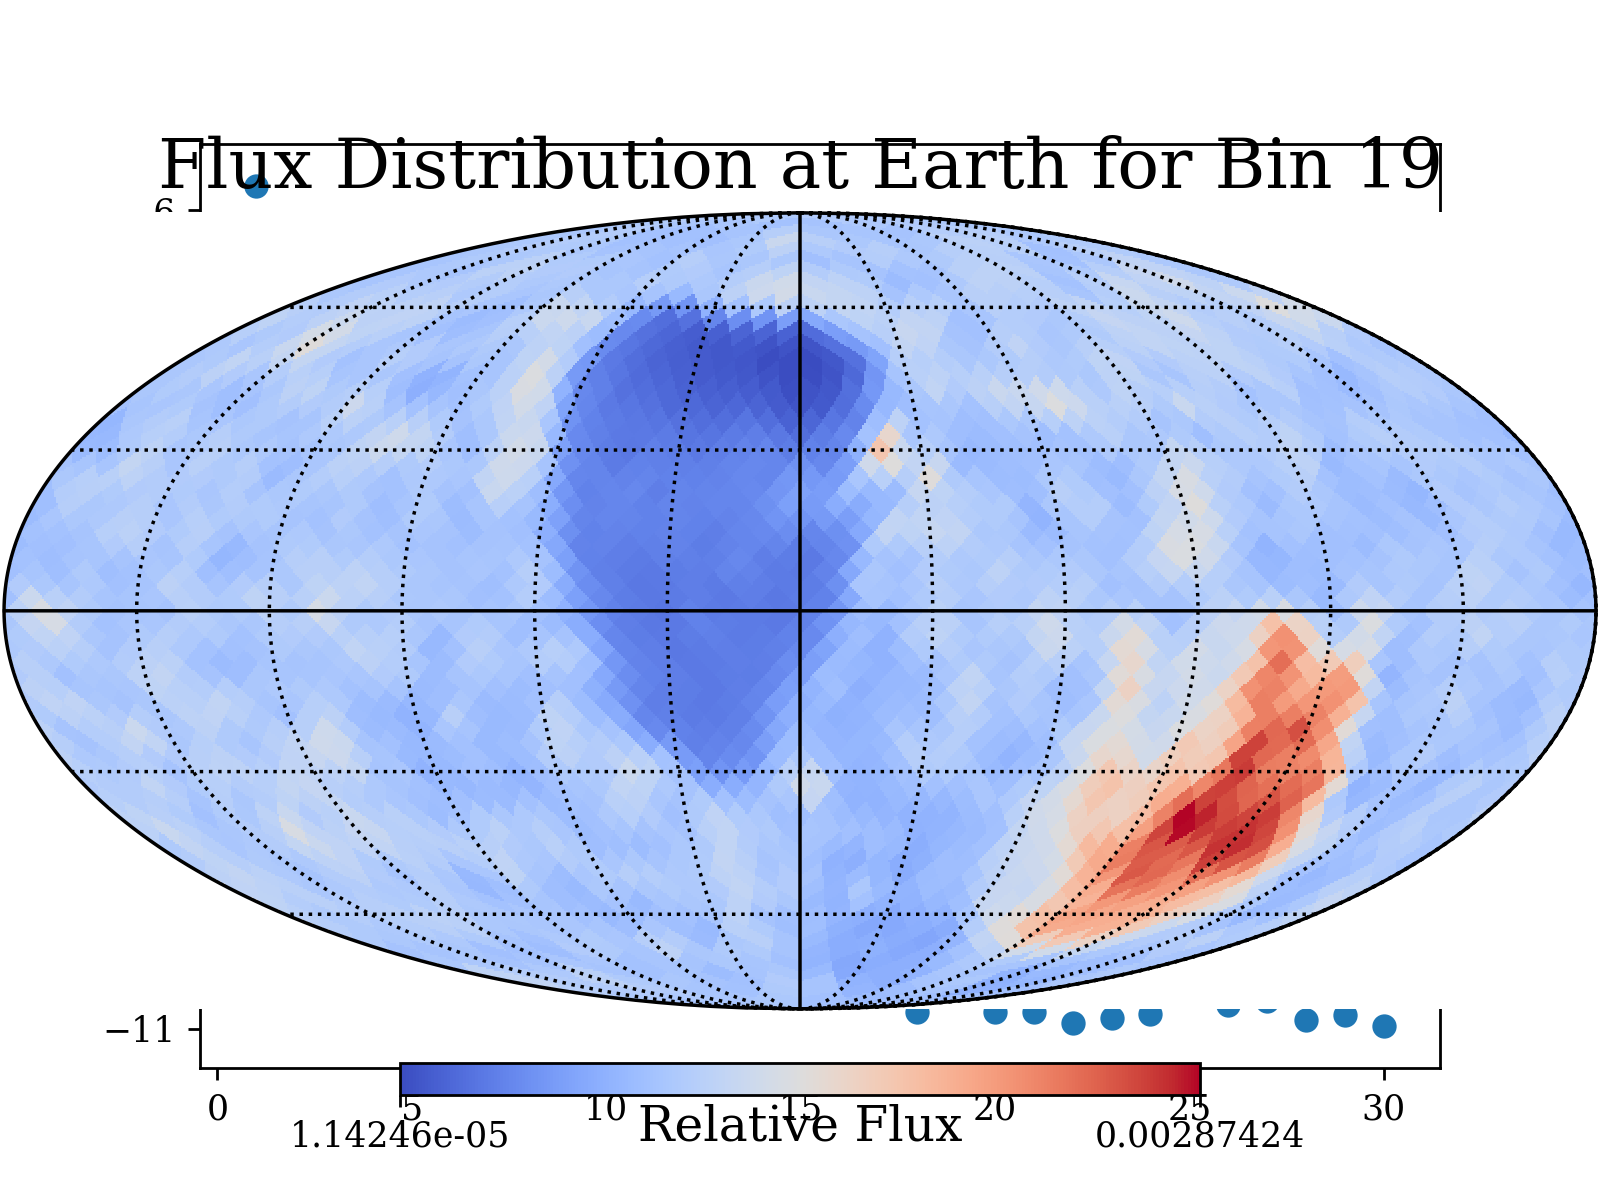 Flux Distribution at Earth for Bin 19
6
−11
0 5 10 15 20 25 30
1.14246e-05 Relative Flux 0.00287424